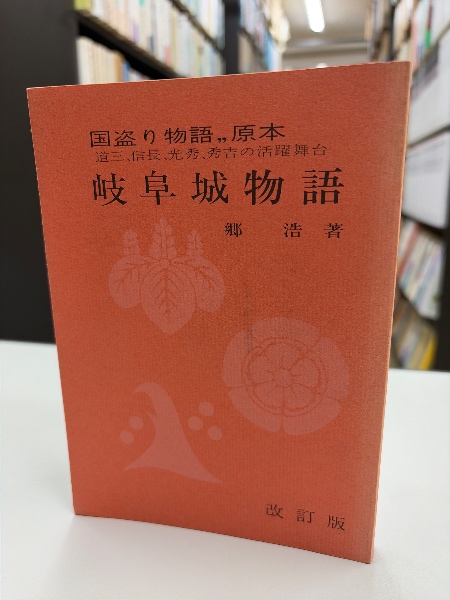 国盗り物語〟原本
道三、信長、光秀、秀吉の活躍舞台
岐阜城物語
郷 浩 著
改訂版